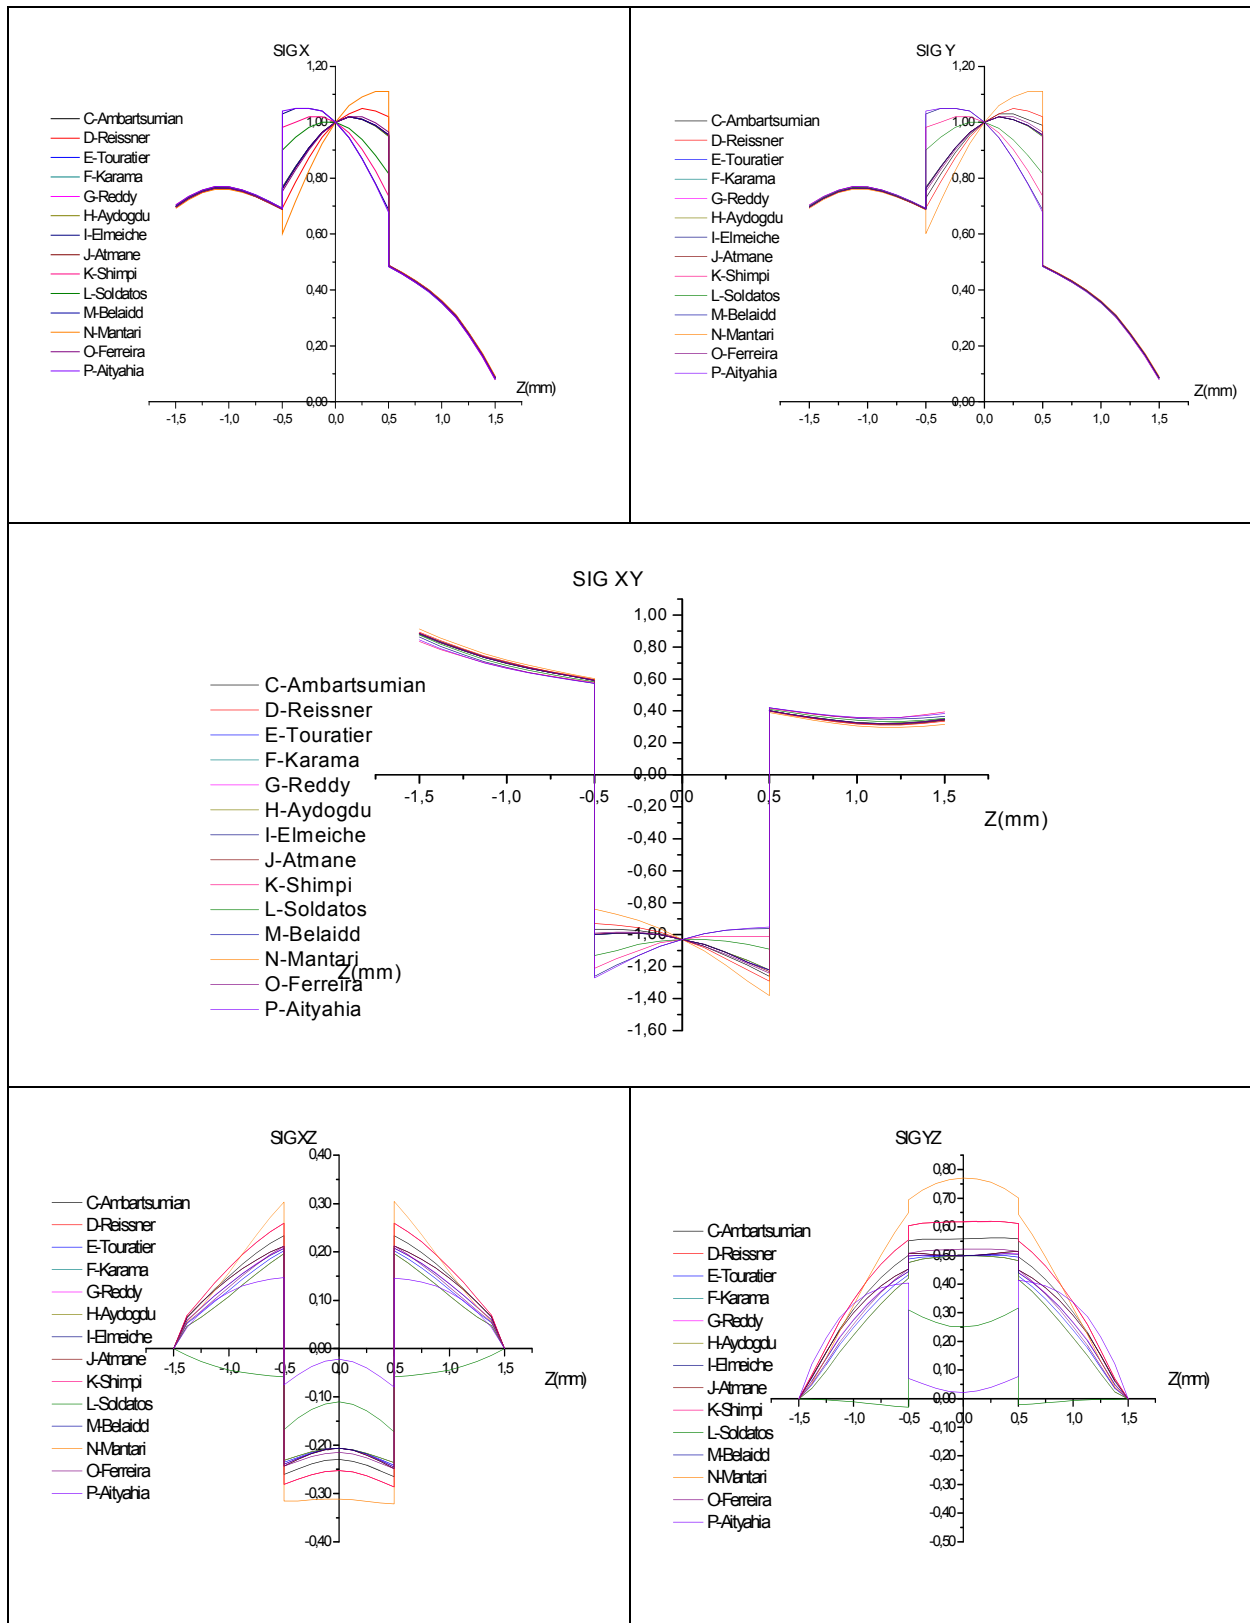 SIGX
1,20
C-Ambartsumian
D-Reissner
E-Touratier
F-Karama
G-Reddy
H-Aydogdu
I-Elmeiche
J-Atmane
K-Shimpi
L-Soldatos
M-Belaidd
N-Mantari
O-Ferreira
P-Aityahia
1,00
0,80
0,60
0,40
0,20
0,00
Z(mm)
-1,5 -1,0 -0,5 0,0 0,5 1,0 1,5
SIG Y
1,20
C-Ambartsumian
D-Reissner
E-Touratier
F-Karama
G-Reddy
H-Aydogdu
I-Elmeiche
J-Atmane
K-Shimpi
L-Soldatos
M-Belaidd
N-Mantari
O-Ferreira
P-Aityahia
1,00
0,80
0,60
0,40
0,20
0,00
Z(mm)
-1,5 -1,0 -0,5 0,0 0,5 1,0 1,5
SIG XY
1,00
0,80
0,60
0,40
0,20
0,00
-0,20
-0,40
-0,60
-0,80
-1,00
-1,20
-1,40
-1,60
-1,5 -1,0 -0,5 0,0 0,5 1,0 1,5
Z(mm)
C-Ambartsumian
D-Reissner
E-Touratier
F-Karama
G-Reddy
H-Aydogdu
I-Elmeiche
J-Atmane
K-Shimpi
L-Soldatos
M-Belaidd
N-Mantari
Z(mm)
O-Ferreira
P-Aityahia
SIGXZ
0,40
0,30
0,20
0,10
0,00
-0,10
-0,20
-0,30
-0,40
C-Ambartsumian
D-Reissner
E-Touratier
F-Karama
G-Reddy
H-Aydogdu
I-Elmeiche
J-Atmane
K-Shimpi
L-Soldatos
M-Belaidd
N-Mantari
O-Ferreira
P-Aityahia
-1,5 -1,0 -0,5 0,0 0,5 1,0 1,5
Z(mm)
SIGYZ
0,80
0,70
0,60
0,50
0,40
0,30
0,20
0,10
0,00
-0,10
-0,20
-0,30
-0,40
-0,50
C-Ambartsumian
D-Reissner
E-Touratier
F-Karama
G-Reddy
H-Aydogdu
I-Elmeiche
J-Atmane
K-Shimpi
L-Soldatos
M-Belaidd
N-Mantari
O-Ferreira
P-Aityahia
Z(mm)
-1,5 -1,0 -0,5 0,0 0,5 1,0 1,5